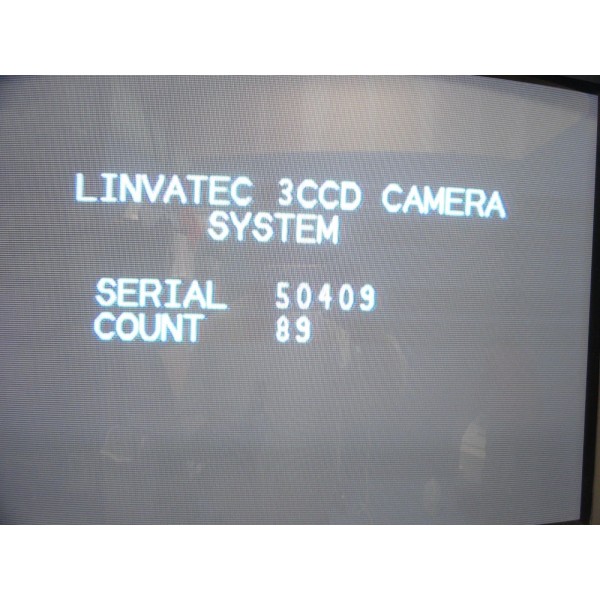 LINVATEC 3CCD CAMERA
SYSTEM
SERIAL 50409
COUNT 89